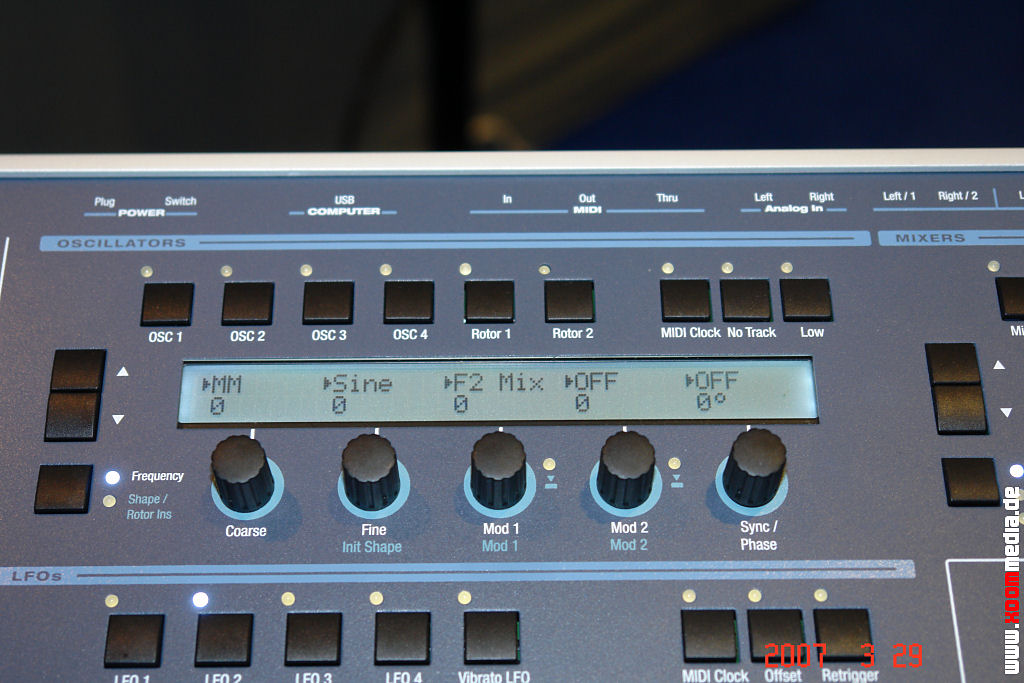 Plug Switch
POWER
USB
COMPUTER
In Out Thru
MIDI
Left Right
Analog In
Left / 1 Right / 2
OSCILLATORS
MIXERS
OSC 1 OSC 2 OSC 3 OSC 4 Rotor 1 Rotor 2 MIDI Clock No Track Low
▸MM ▸Sine ▸F2 Mix ▸OFF ▸OFF
0 0 0 0 0°
Frequency
Shape /
Rotor Ins
Coarse
Fine
Init Shape
Mod 1
Mod 1
Mod 2
Mod 2
Sync /
Phase
LFOs
LFO 1 LFO 2 LFO 3 LFO 4 Vibrato LFO MIDI Clock Offset Retrigger
2007 3 29
www.xoommedia.de